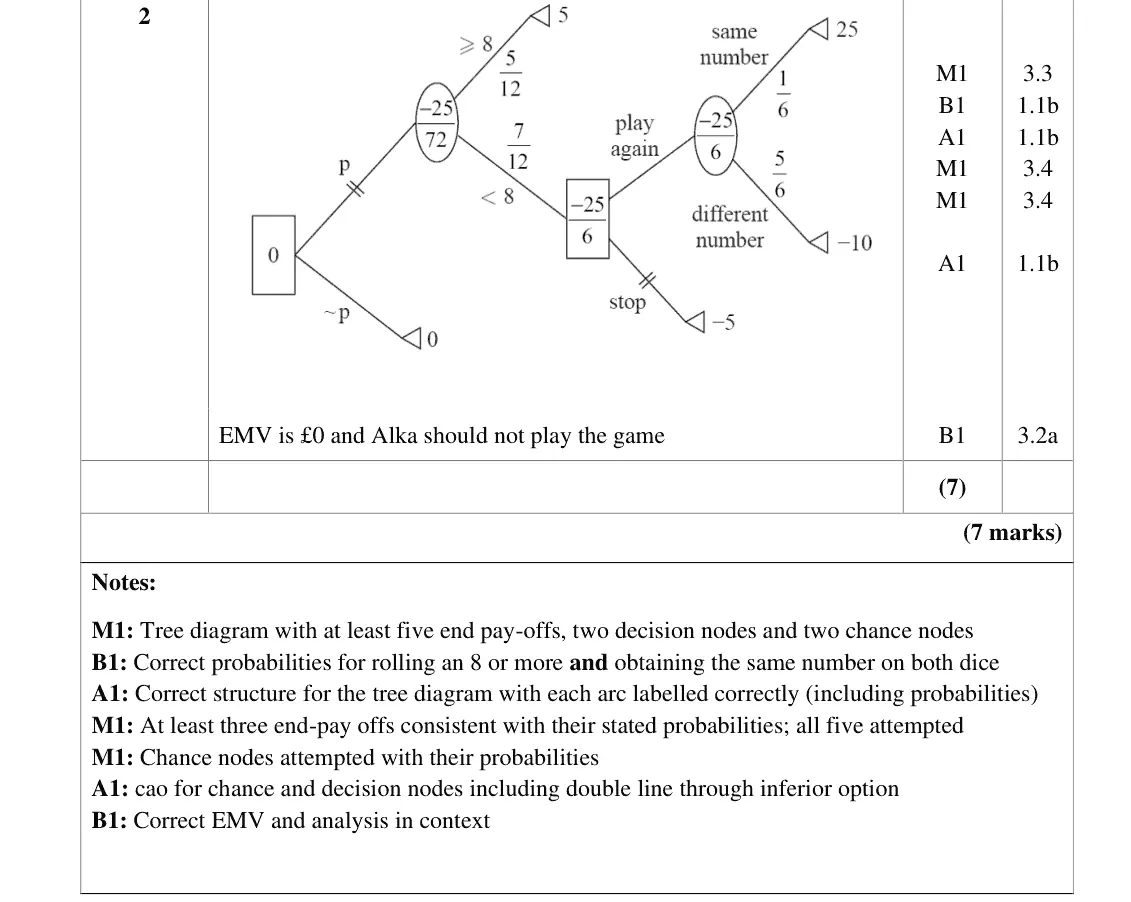 2
5
≥ 8
5
12
−25
72
p
7
12
< 8
0
~p
0
−25
6
play
again
stop
−5
−25
6
same
number
1
6
25
5
6
different
number
−10
M1 3.3
B1 1.1b
A1 1.1b
M1 3.4
M1 3.4
A1 1.1b
EMV is £0 and Alka should not play the game B1 3.2a
(7)
(7 marks)
Notes:
M1: Tree diagram with at least five end pay-offs, two decision nodes and two chance nodes
B1: Correct probabilities for rolling an 8 or more and obtaining the same number on both dice
A1: Correct structure for the tree diagram with each arc labelled correctly (including probabilities)
M1: At least three end-pay offs consistent with their stated probabilities; all five attempted
M1: Chance nodes attempted with their probabilities
A1: cao for chance and decision nodes including double line through inferior option
B1: Correct EMV and analysis in context